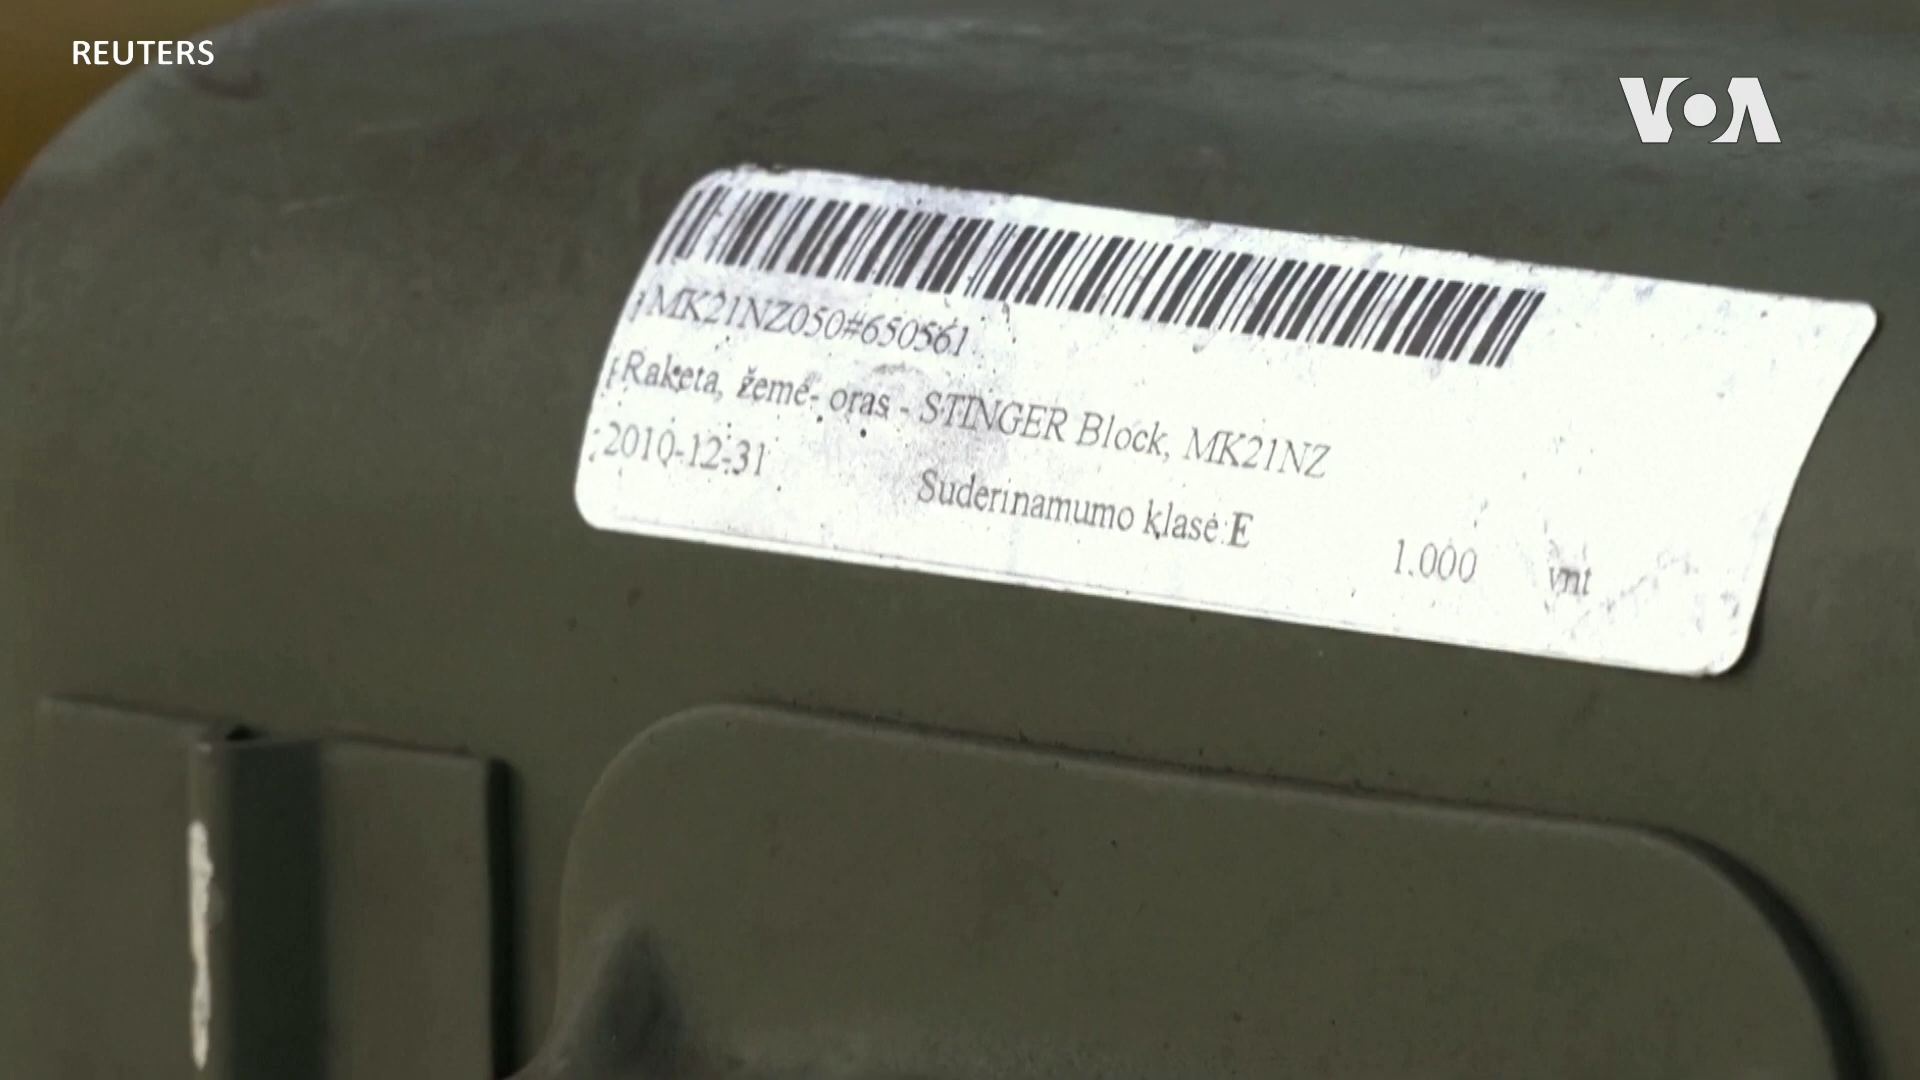 REUTERS
VOA
MK21NZ050#650561
Raketa, žemė- oras - STINGER Block, MK21NZ
2010-12-31
Suderinamumo klasė:E
1.000 vnt